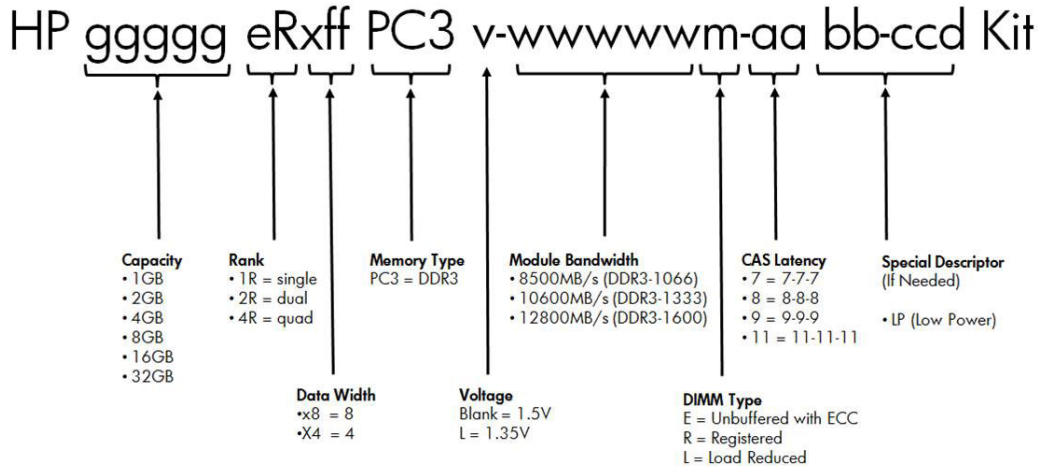 HP ggggg eRxff PC3 v-wwwwwm-aa bb-ccd Kit
Capacity
• 1GB
• 2GB
• 4GB
• 8GB
• 16GB
• 32GB
Rank
• 1R = single
• 2R = dual
• 4R = quad
Memory Type
PC3 = DDR3
Module Bandwidth
• 8500MB/s (DDR3-1066)
• 10600MB/s (DDR3-1333)
• 12800MB/s (DDR3-1600)
CAS Latency
• 7 = 7-7-7
• 8 = 8-8-8
• 9 = 9-9-9
• 11 = 11-11-11
Special Descriptor
(If Needed)
• LP (Low Power)
Data Width
•x8 = 8
•X4 = 4
Voltage
Blank = 1.5V
L = 1.35V
DIMM Type
E = Unbuffered with ECC
R = Registered
L = Load Reduced